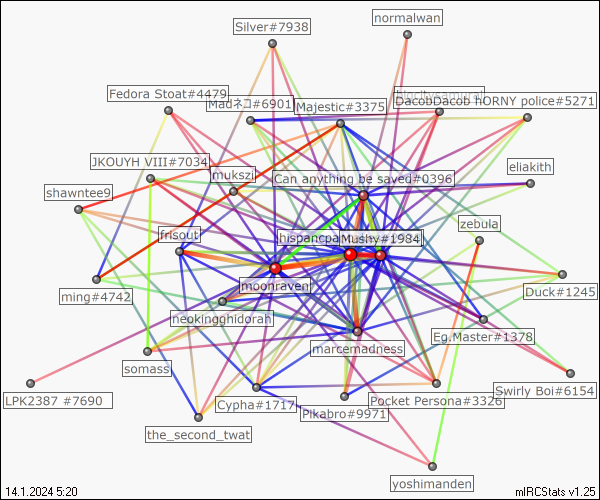 normalwan
Silver#7938
Fedora Stoat#4479
Madネコ#6901
Majestic#3375
DacobDacob
hORNY police#5271
JKOUYH VIII#7034
mukszi
Can anything be saved#0396
eliakith
shawntee9
frisout
hispancpa
Mushy#1984
zebula
ming#4742
moonraven
Duck#1245
neokingghidorah
Eg.Master#1378
marcemadness
somass
LPK2387 #7690
Cypha#1717
Pikabro#9971
Pocket Persona#3326
Swirly Boi#6154
the_second_twat
yoshimanden
14.1.2024 5:20
mIRCStats v1.25